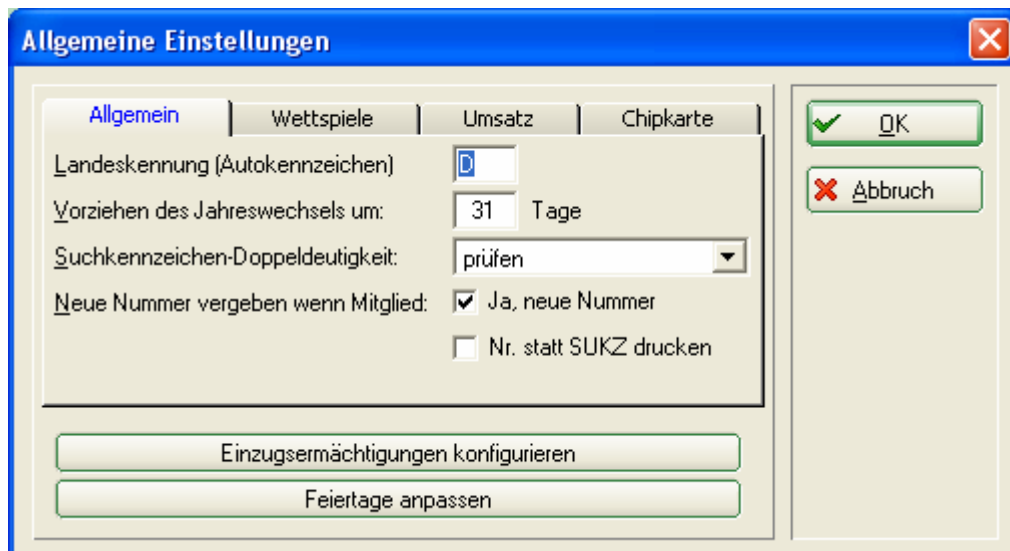 Allgemeine Einstellungen
Allgemein Wettspiele Umsatz Chipkarte
Landeskennung (Autokennzeichen) D
Vorziehen des Jahreswechsels um: 31 Tage
Suchkennzeichen-Doppeldeutigkeit: prüfen
Neue Nummer vergeben wenn Mitglied: Ja, neue Nummer
Nr. statt SUKZ drucken
Einzugsermächtigungen konfigurieren
Feiertage anpassen
OK
Abbruch